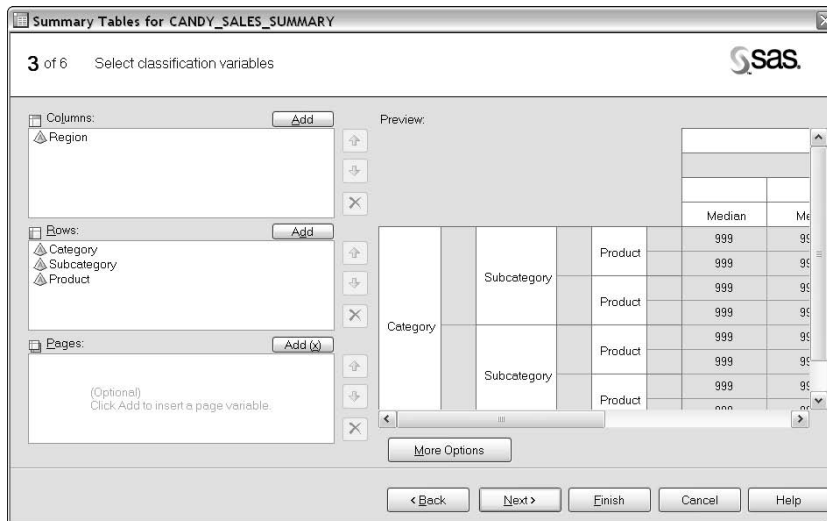 Summary Tables for CANDY_SALES_SUMMARY
3 of 6 Select classification variables
sas.
Columns:
Add
Region
Rows:
Add
Category
Subcategory
Product
Pages:
Add (x)
(Optional)
Click Add to insert a page variable.
Preview:
Median
Category
Subcategory
Product
999
999
Product
999
999
Subcategory
Product
999
999
Product
999
More Options
< Back
Next >
Finish
Cancel
Help